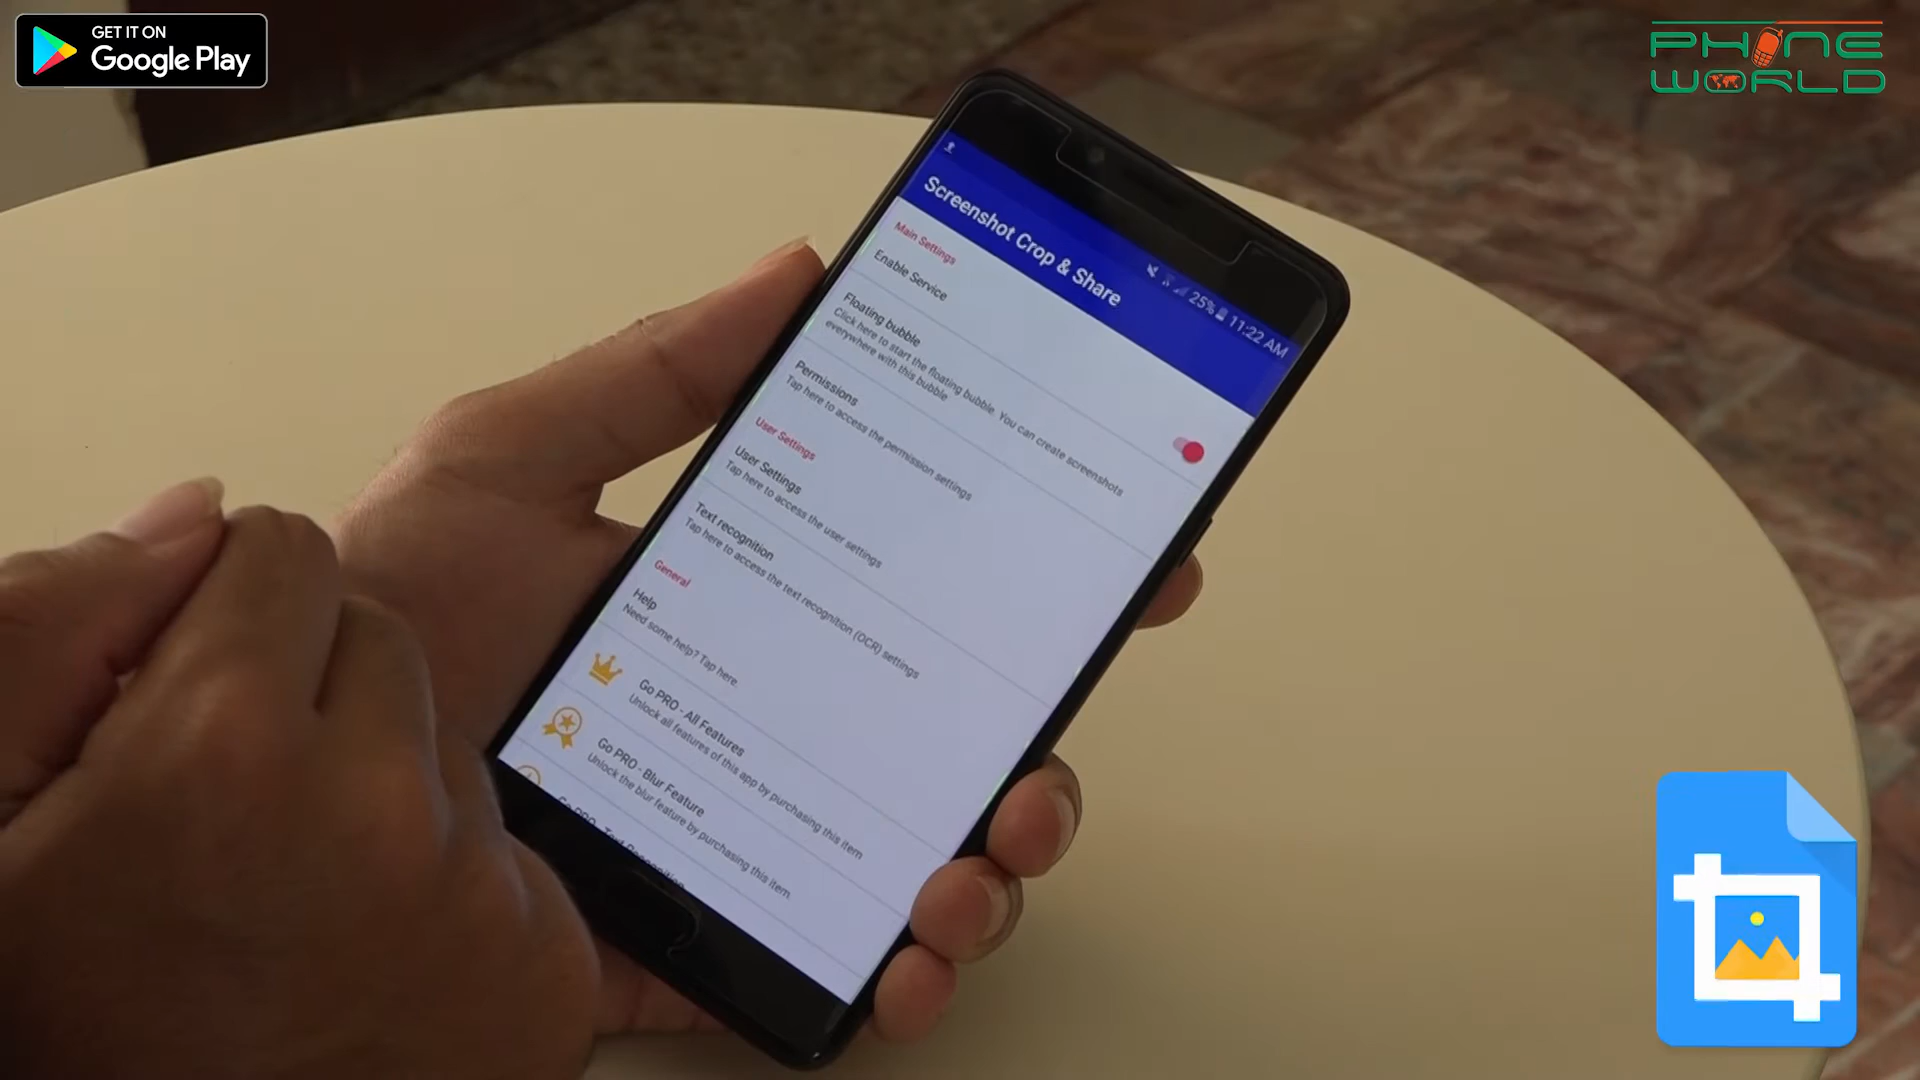 GET IT ON
Google Play
PHONE
WORLD
25% 11:22 AM
Screenshot Crop & Share
Main Settings
Enable Service
Floating bubble
Click here to start the floating bubble. You can create screenshots
everywhere with this bubble
Permissions
Tap here to access the permission settings
User Settings
User Settings
Tap here to access the user settings
Text recognition
Tap here to access the text recognition (OCR) settings
General
Help
Need some help? Tap here.
Go PRO - All Features
Unlock all features of this app by purchasing this item
Go PRO - Blur Feature
Unlock the blur feature by purchasing this item.
Go PRO - Text Recognition